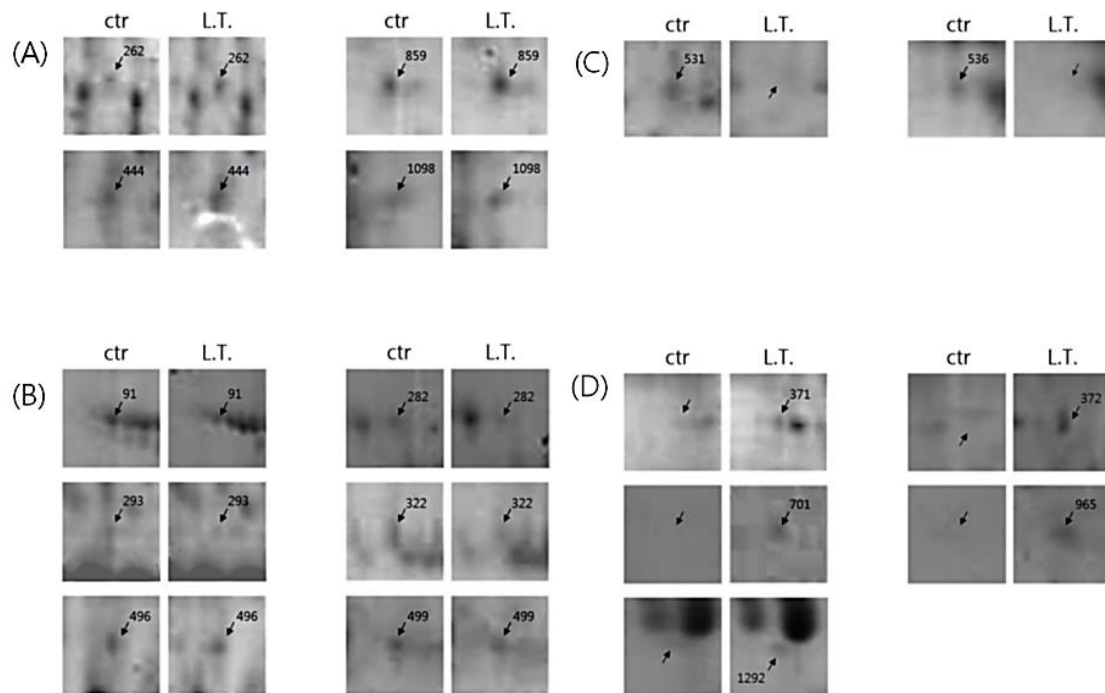 ctr L.T. ctr L.T. ctr L.T. ctr L.T.
(A) 262 262 859 859 (C) 531 536
444 444 1098 1098
ctr L.T. ctr L.T. ctr L.T. ctr L.T.
(B) 91 91 282 282 (D) 371 372
293 293 322 322 701 965
496 496 499 499 1292